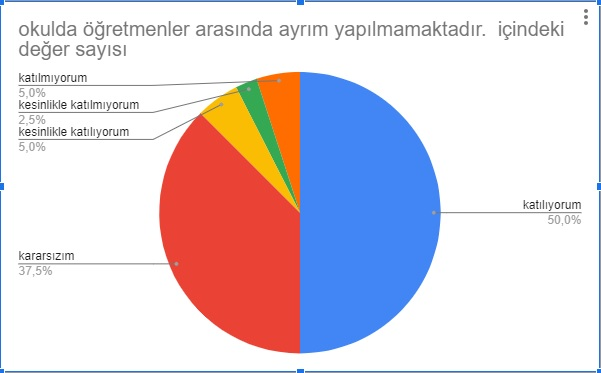 okulda öğretmenler arasında ayrım yapılmamaktadır.  içindeki
değer sayısı
katılmıyorum
5,0%
kesinlikle katılmıyorum
2,5%
kesinlikle katılıyorum
5,0%
katılıyorum
50,0%
kararsızım
37,5%